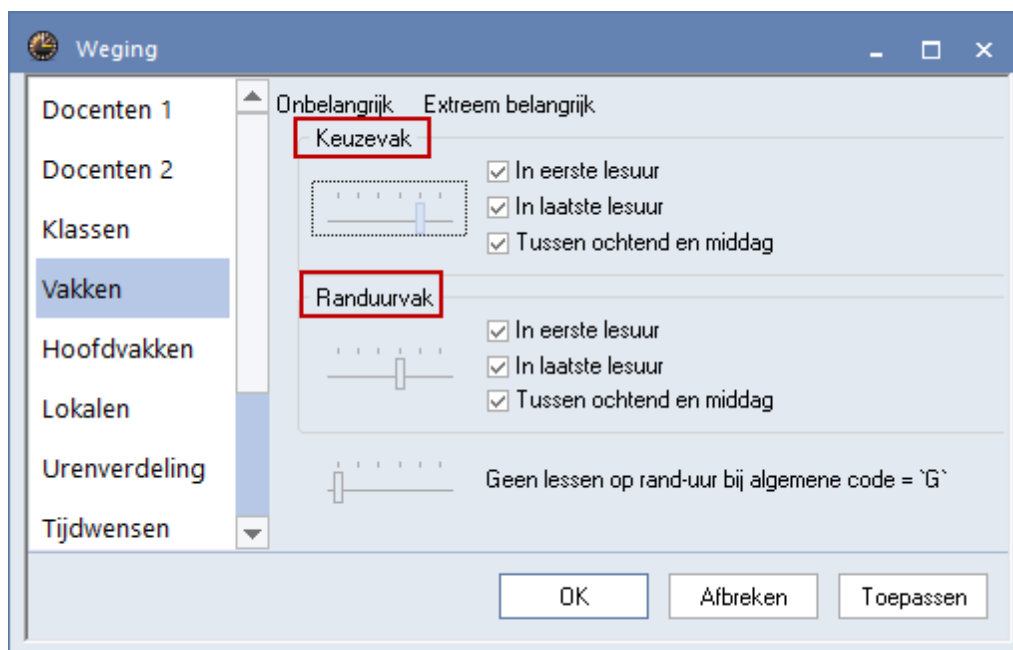 Weging
Docenten 1
Docenten 2
Klassen
Vakken
Hoofdvakken
Lokalen
Urenverdeling
Tijdwensen
Onbelangrijk Extreem belangrijk
Keuzevak
In eerste lesuur
In laatste lesuur
Tussen ochtend en middag
Randuurvak
In eerste lesuur
In laatste lesuur
Tussen ochtend en middag
Geen lessen op rand-uur bij algemene code = `G`
OK Afbreken Toepassen